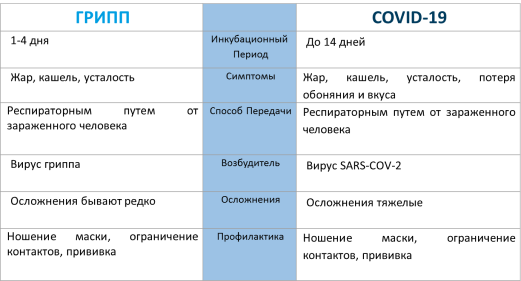 ГРИПП COVID-19
1-4 дня Инкубационный До 14 дней
Период
Жар, кашель, усталость Симптомы Жар, кашель, усталость, потеря
обоняния и вкуса
Респираторным путем от Способ Передачи Респираторным путем от зараженного
зараженного человека человека
Вирус гриппа Возбудитель Вирус SARS-COV-2
Осложнения бывают редко Осложнения Осложнения тяжелые
Ношение маски, ограничение Профилактика Ношение маски, ограничение
контактов, прививка контактов, прививка